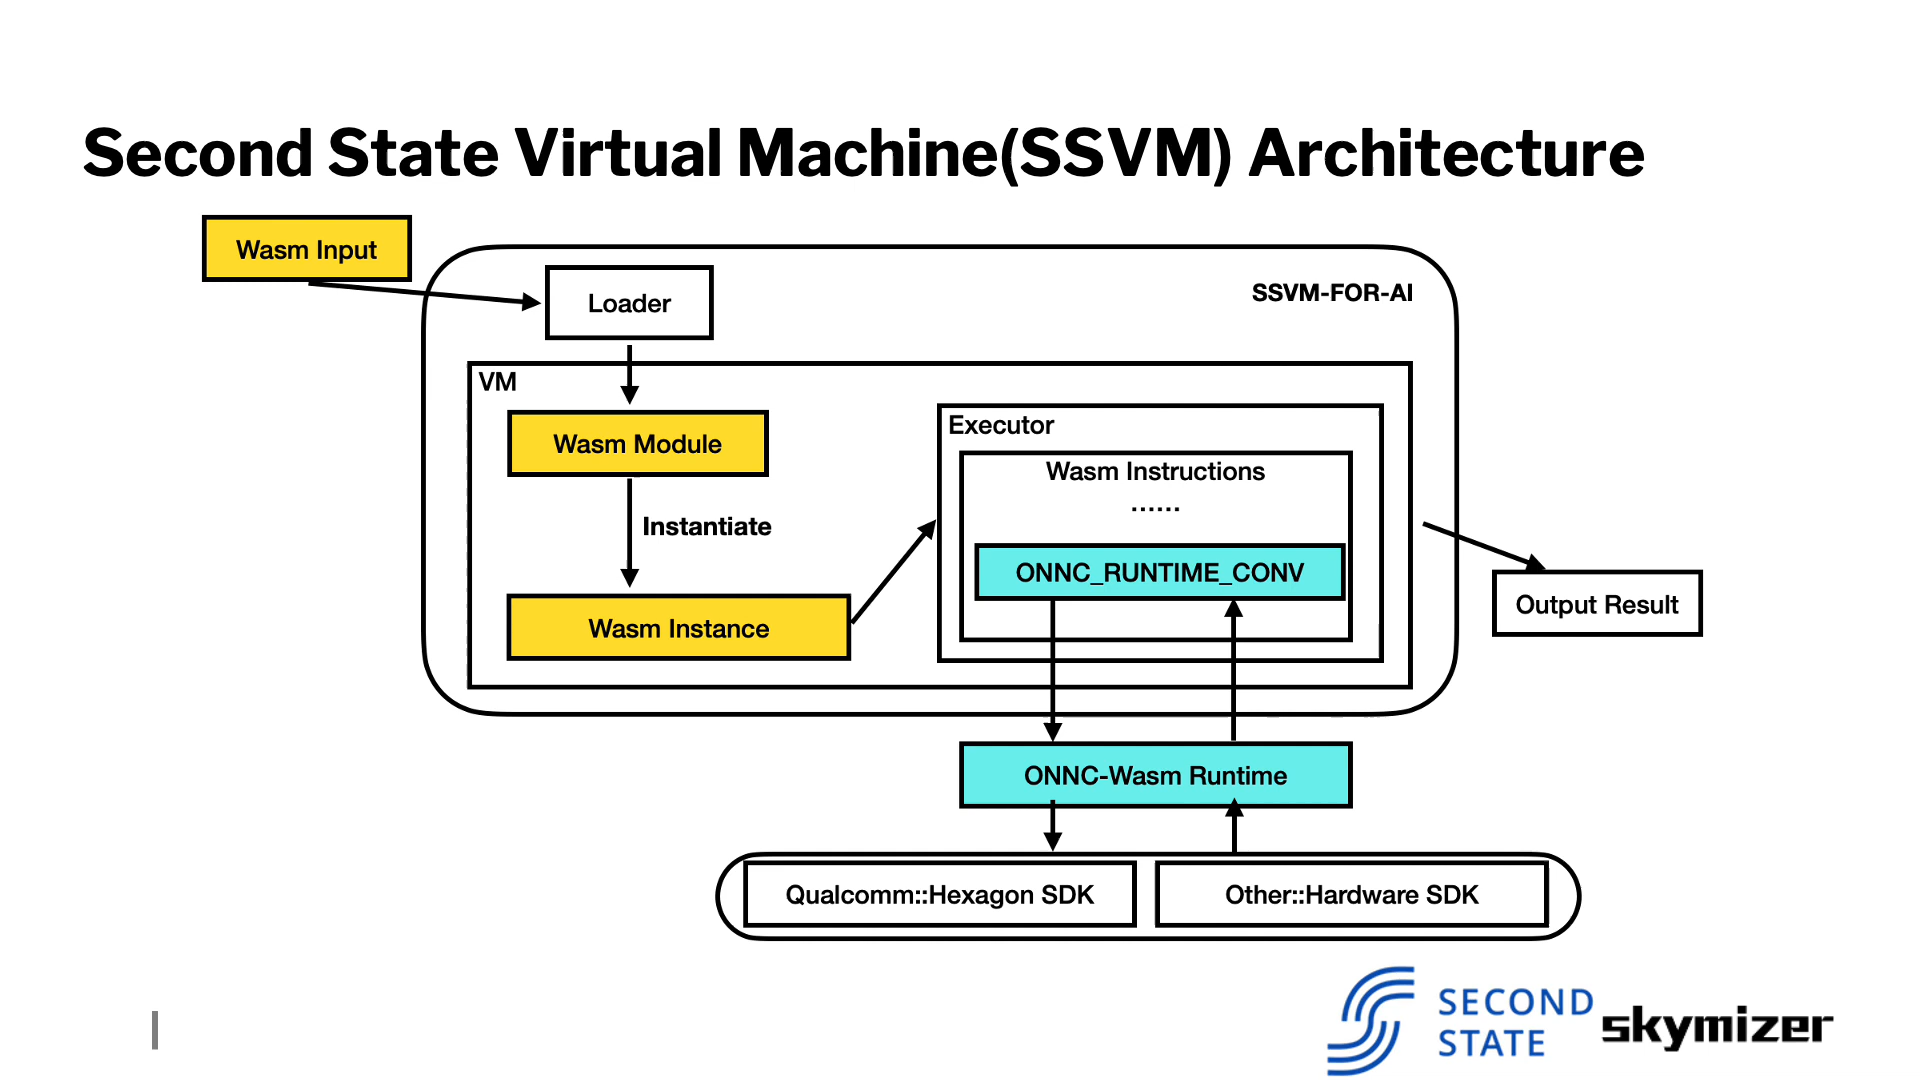 Second State Virtual Machine(SSVM) Architecture
Wasm Input
Loader
SSVM-FOR-AI
VM
Wasm Module
Executor
Wasm Instructions
......
Instantiate
ONNC_RUNTIME_CONV
Wasm Instance
Output Result
ONNC-Wasm Runtime
Qualcomm::Hexagon SDK
Other::Hardware SDK
SECOND
STATE
skymizer